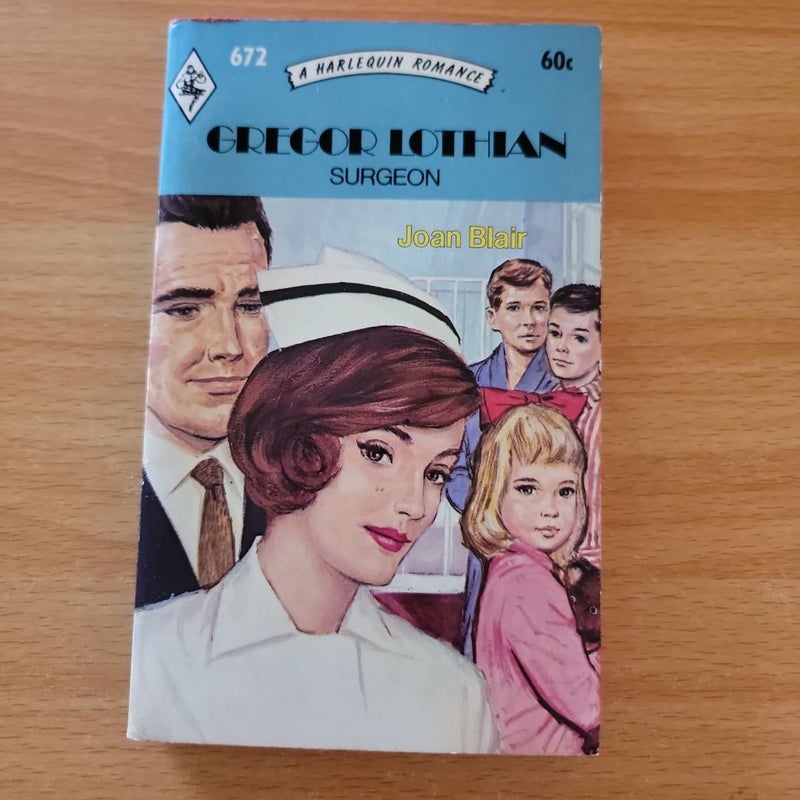 672
A HARLEQUIN ROMANCE
60c
GREGOR LOTHIAN
SURGEON
Joan Blair